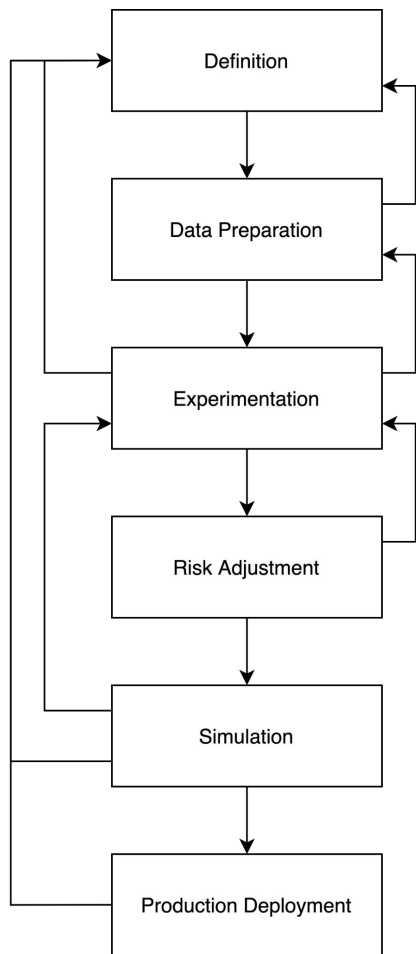 Definition
Data Preparation
Experimentation
Risk Adjustment
Simulation
Production Deployment